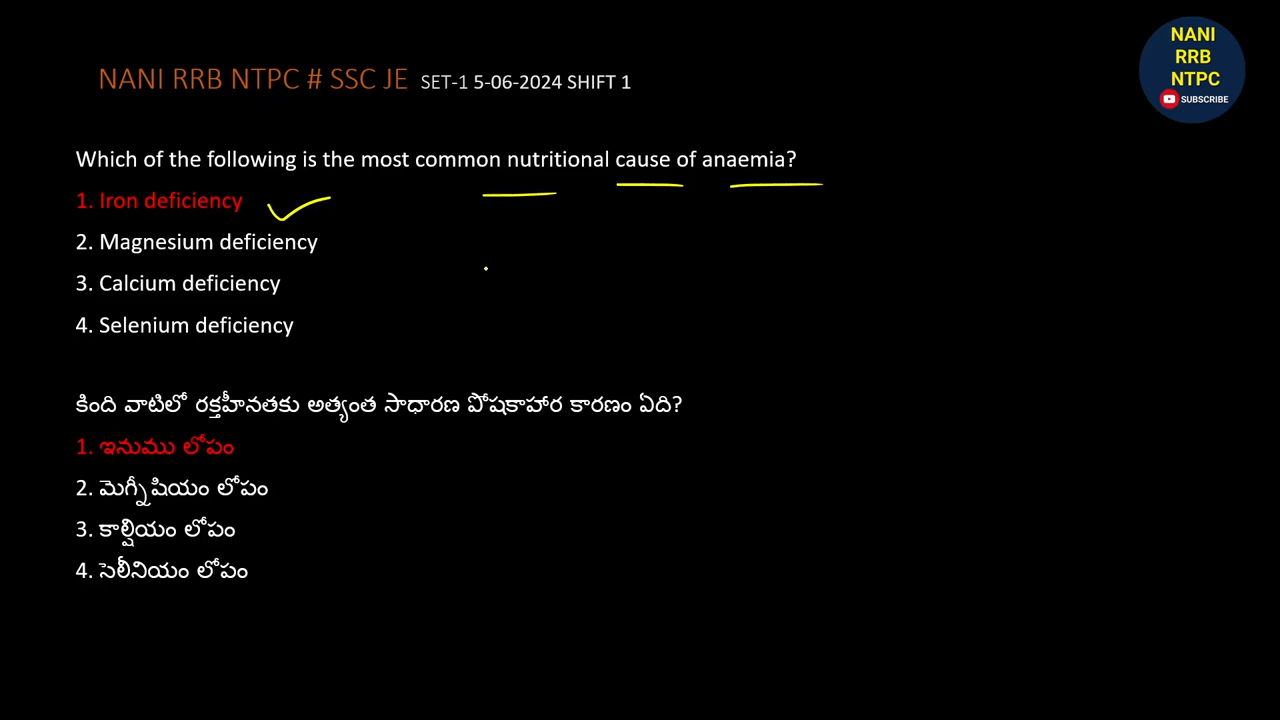 NANI
RRB
NTPC
SUBSCRIBE
NANI RRB NTPC # SSC JE SET-1 5-06-2024 SHIFT 1
Which of the following is the most common nutritional cause of anaemia?
1. Iron deficiency
2. Magnesium deficiency
3. Calcium deficiency
4. Selenium deficiency
కింది వాటిలో రక్తహీనతకు అత్యంత సాధారణ పోషకాహార కారణం ఏది?
1. ఇనుము లోపం
2. మెగ్నీషియం లోపం
3. కాల్షియం లోపం
4. సెలీనియం లోపం